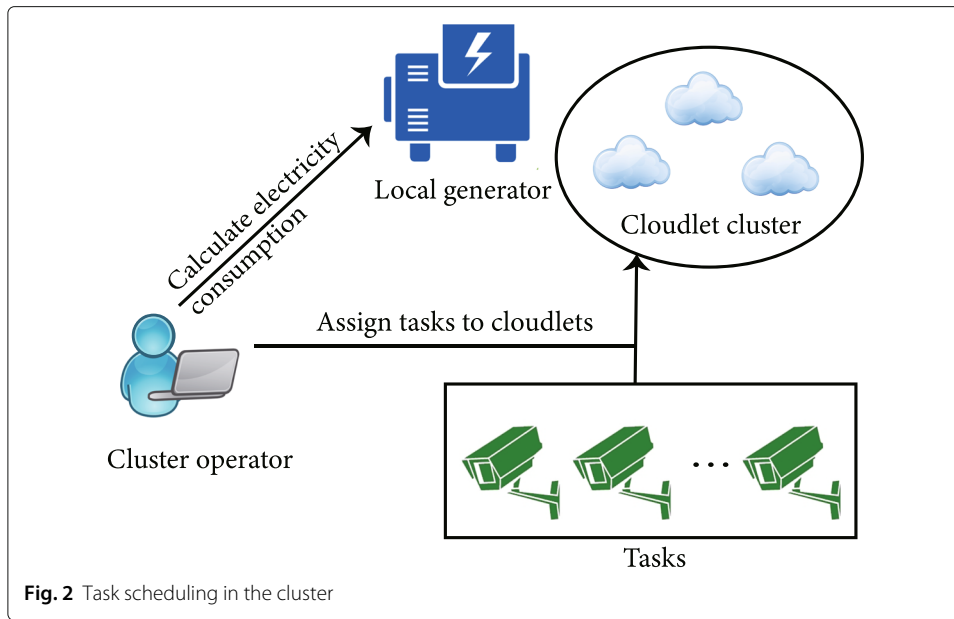 Local generator
Cloudlet cluster
Calculate electricity
consumption
Assign tasks to cloudlets
Cluster operator
...
Tasks
Fig. 2 Task scheduling in the cluster